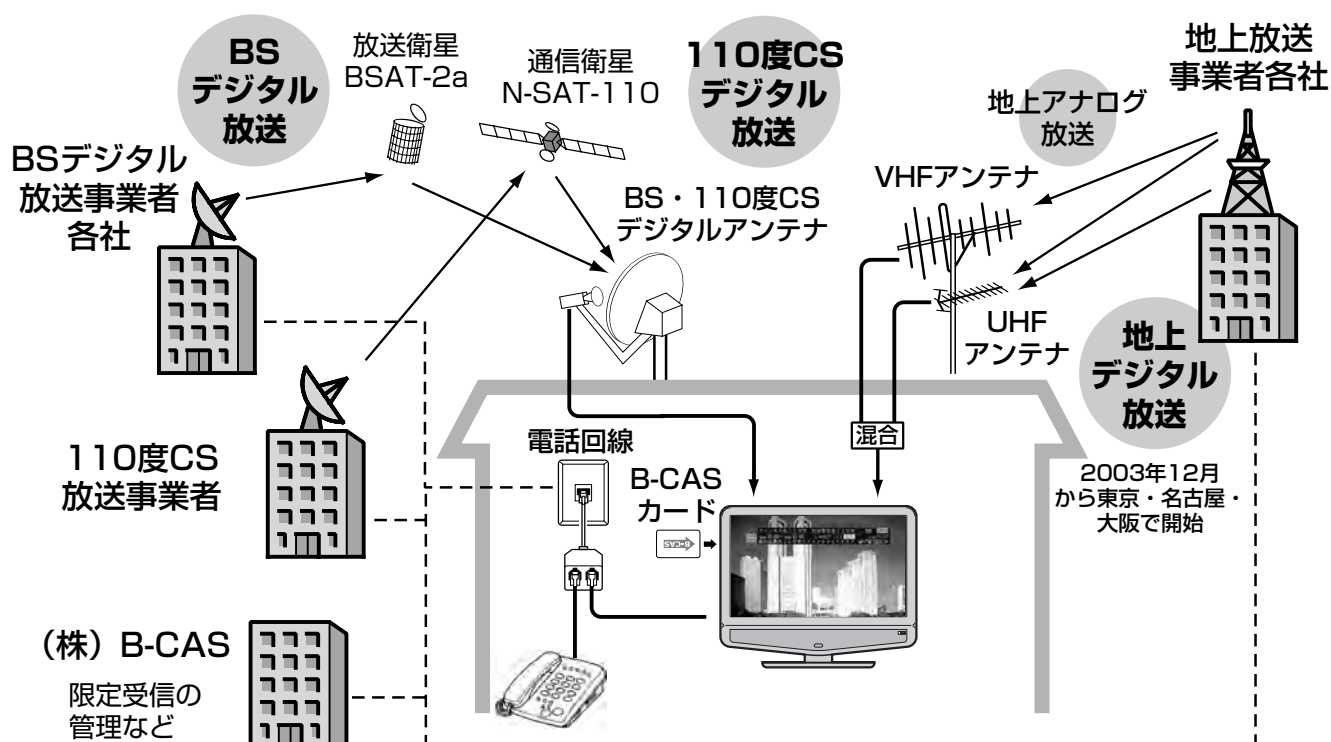 BS
デジタル
放送
放送衛星
BSAT-2a
通信衛星
N-SAT-110
110度CS
デジタル
放送
地上アナログ
放送
地上放送
事業者各社
BSデジタル
放送事業者
各社
BS・110度CS
デジタルアンテナ
VHFアンテナ
UHF
アンテナ
地上
デジタル
放送
2003年12月
から東京・名古屋・
大阪で開始
110度CS
放送事業者
電話回線
B-CAS
カード
B-CAS
混合
（株）B-CAS
限定受信の
管理など